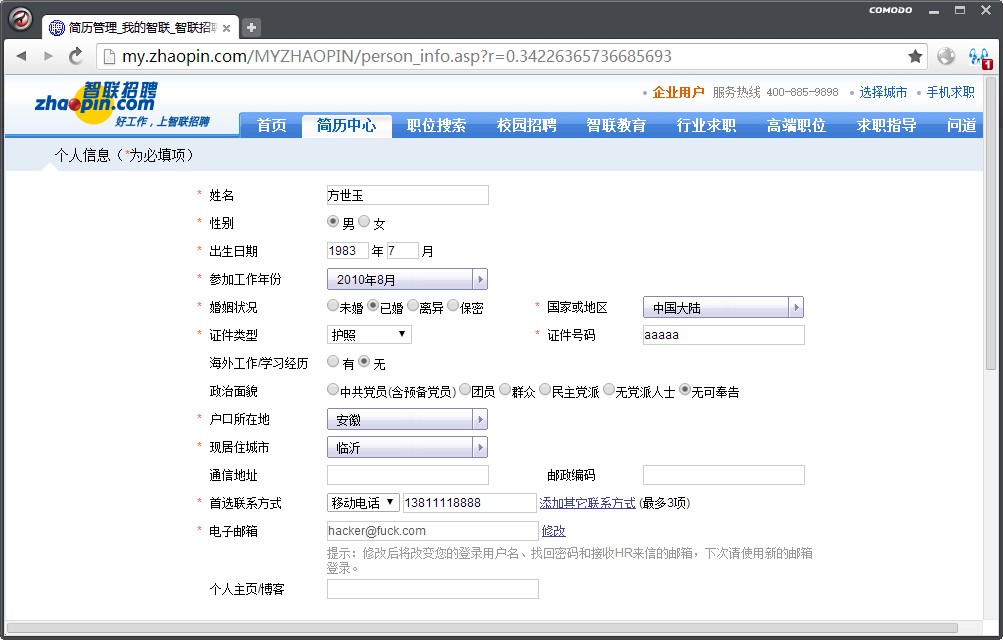 COMODO
简历管理_我的智联_智联招聘
my.zhaopin.com/MYZHAOPIN/person_info.asp?r=0.34226365736685693
1
智联招聘
zhaopin.com
好工作，上智联招聘
企业用户 服务热线 400-885-9898 选择城市 手机求职
首页 简历中心 职位搜索 校园招聘 智联教育 行业求职 高端职位 求职指导 问道
个人信息（*为必填项）
* 姓名 方世玉
* 性别 男 女
* 出生日期 1983 年 7 月
* 参加工作年份 2010年8月
* 婚姻状况 未婚 已婚 离异 保密 * 国家或地区 中国大陆
* 证件类型 护照 * 证件号码 aaaaa
海外工作/学习经历 有 无
政治面貌 中共党员(含预备党员) 团员 群众 民主党派 无党派人士 无可奉告
* 户口所在地 安徽
* 现居住城市 临沂
通信地址 邮政编码
* 首选联系方式 移动电话 13811118888 添加其它联系方式 (最多3项)
* 电子邮箱 hacker@fuck.com 修改
提示：修改后将改变您的登录用户名、找回密码和接收HR来信的邮箱，下次请使用新的邮箱
登录。
个人主页/博客